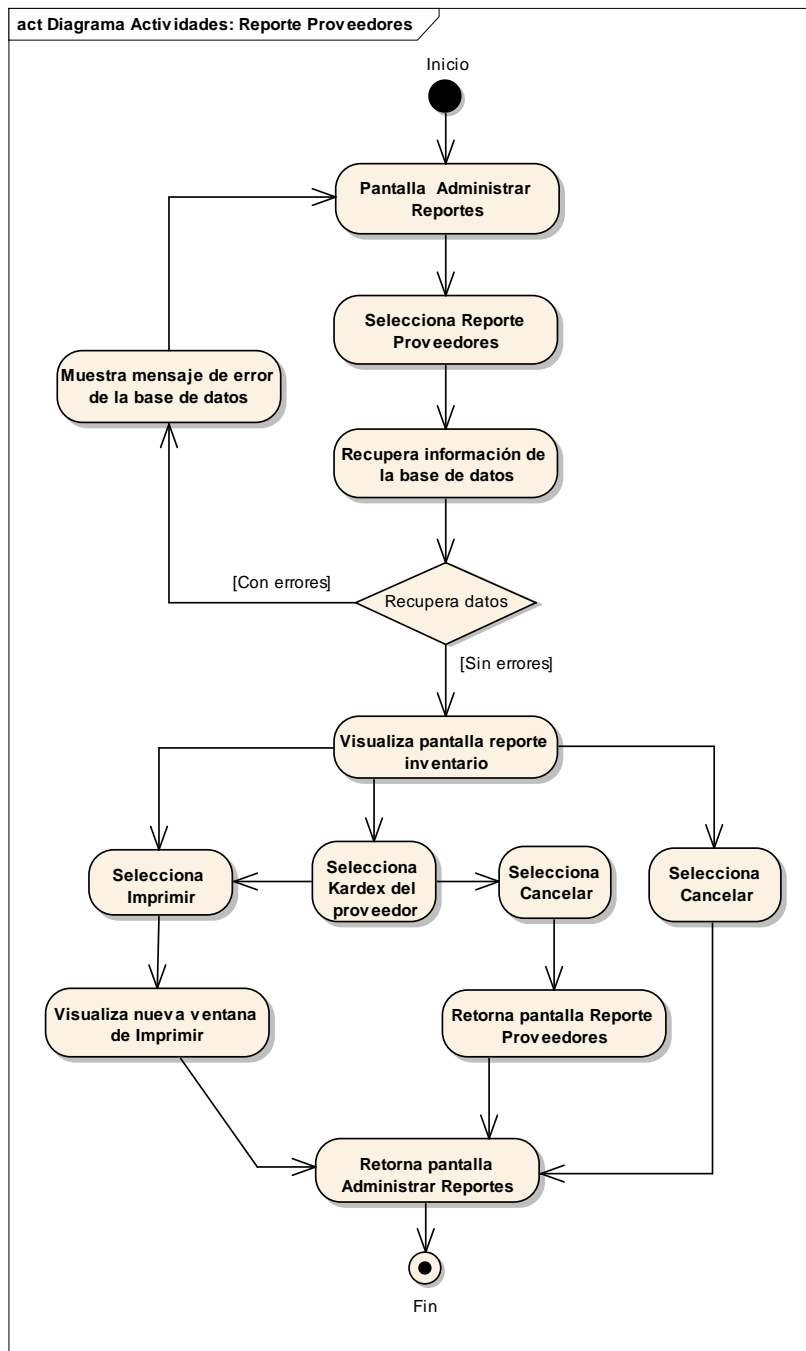 act Diagrama Actividades: Reporte Proveedores
Inicio
Pantalla Administrar
Reportes
Selecciona Reporte
Proveedores
Muestra mensaje de error
de la base de datos
Recupera información de
la base de datos
[Con errores]
Recupera datos
[Sin errores]
Visualiza pantalla reporte
inventario
Selecciona
Imprimir
Selecciona
Kardex del
proveedor
Selecciona
Cancelar
Selecciona
Cancelar
Visualiza nueva ventana
de Imprimir
Retorna pantalla Reporte
Proveedores
Retorna pantalla
Administrar Reportes
Fin